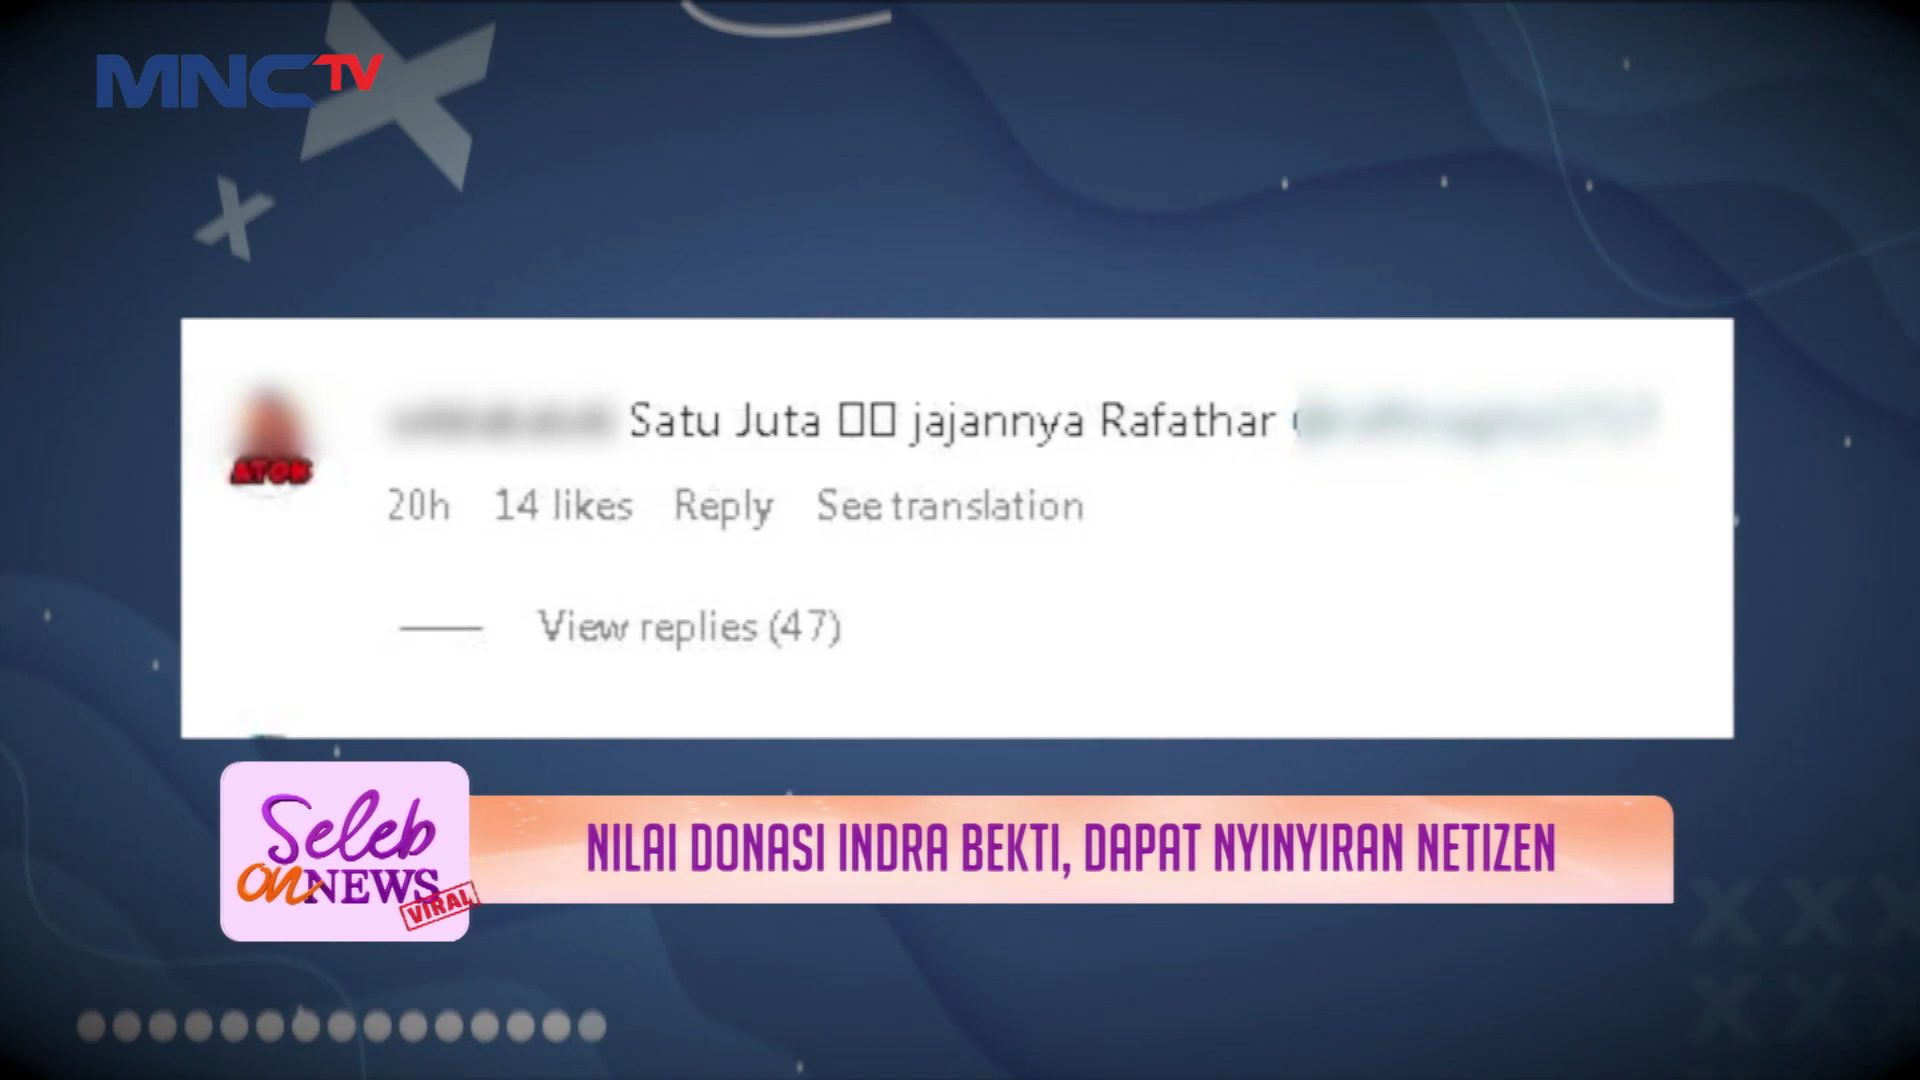 MNCTV
Satu Juta □□ jajannya Rafathar
ATOK
20h 14 likes Reply See translation
View replies (47)
Seleb
on NEWS
VIRAL
NILAI DONASI INDRA BEKTI, DAPAT NYINYIRAN NETIZEN